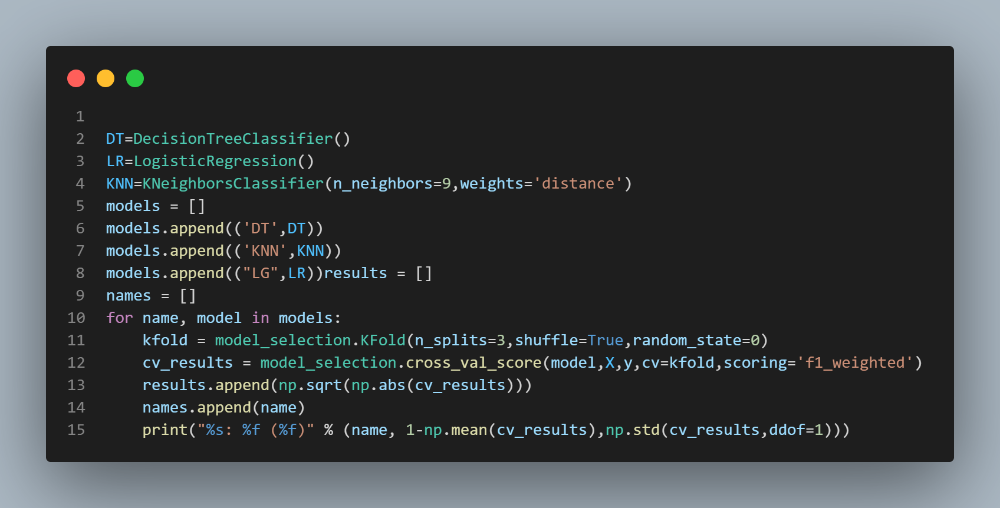 1
2 DT=DecisionTreeClassifier()
3 LR=LogisticRegression()
4 KNN=KNeighborsClassifier(n_neighbors=9,weights='distance')
5 models = []
6 models.append(('DT',DT))
7 models.append(('KNN',KNN))
8 models.append(("LG",LR))results = []
9 names = []
10 for name, model in models:
11     kfold = model_selection.KFold(n_splits=3,shuffle=True,random_state=0)
12     cv_results = model_selection.cross_val_score(model,X,y,cv=kfold,scoring='f1_weighted')
13     results.append(np.sqrt(np.abs(cv_results)))
14     names.append(name)
15     print("%s: %f (%f)" % (name, 1-np.mean(cv_results),np.std(cv_results,ddof=1)))